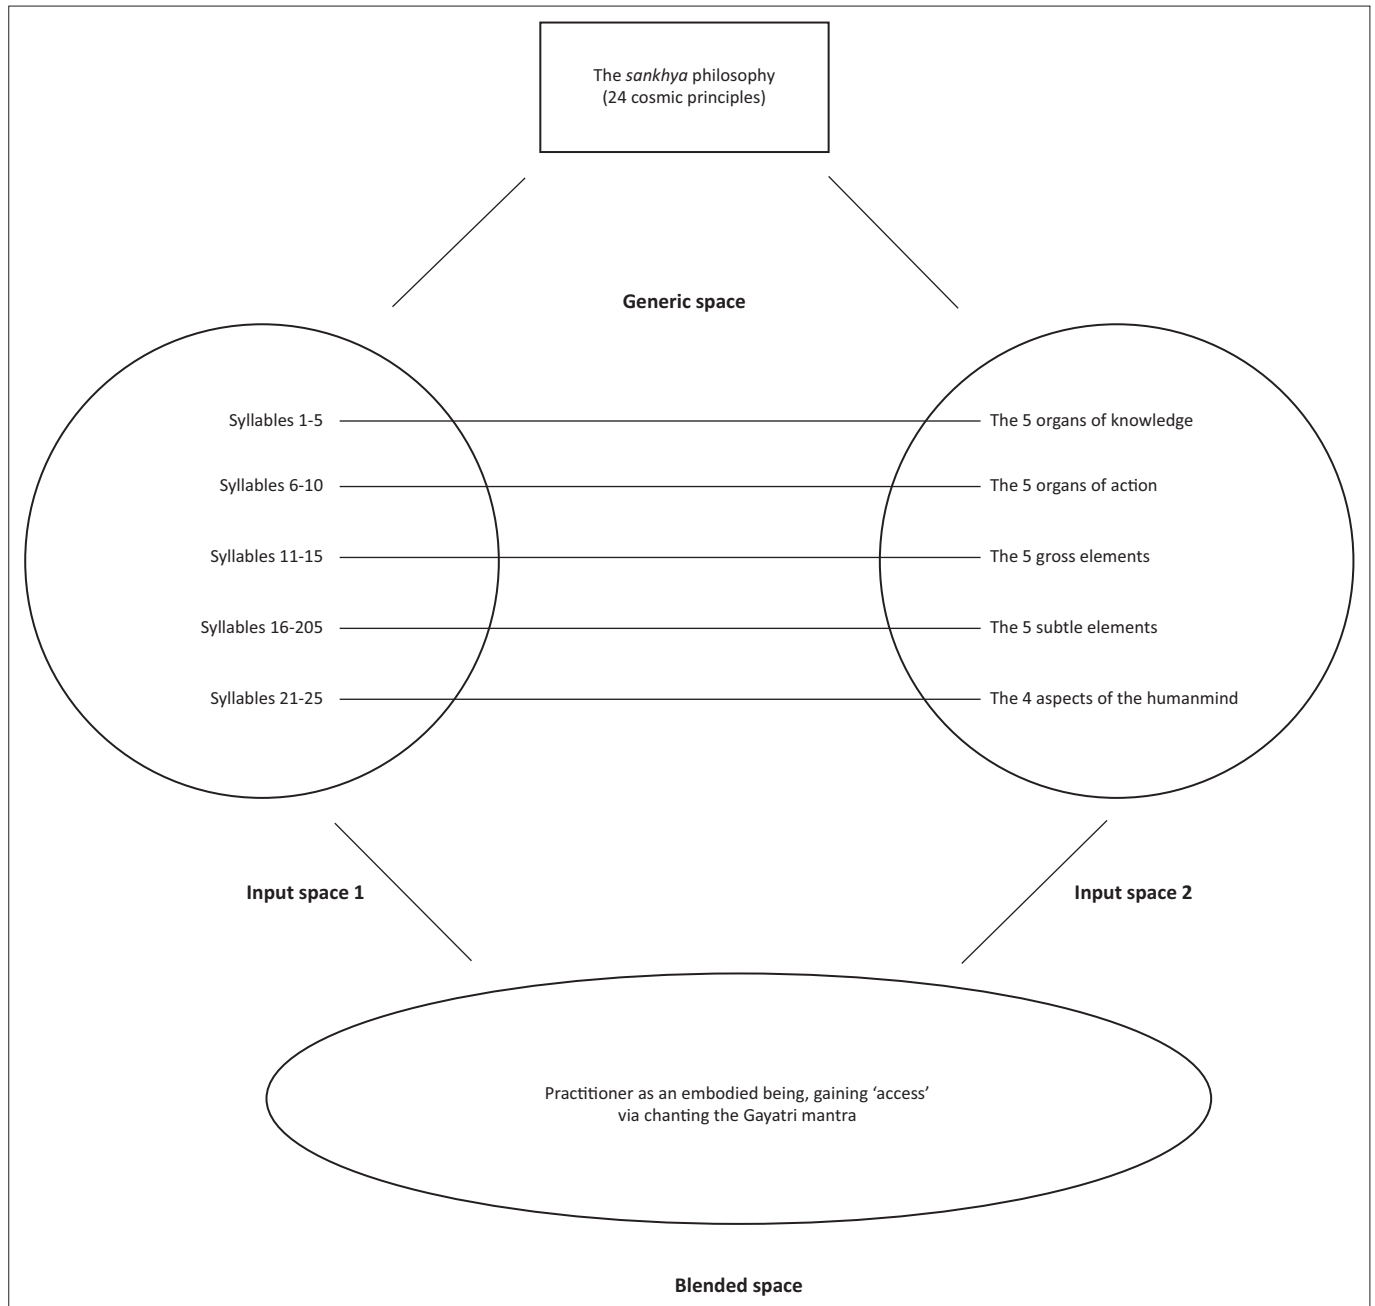 The sankhya philosophy
(24 cosmic principles)
Generic space
Syllables 1-5
The 5 organs of knowledge
Syllables 6-10
The 5 organs of action
Syllables 11-15
The 5 gross elements
Syllables 16-205
The 5 subtle elements
Syllables 21-25
The 4 aspects of the humanmind
Input space 1
Input space 2
Practitioner as an embodied being, gaining ‘access’
via chanting the Gayatri mantra
Blended space